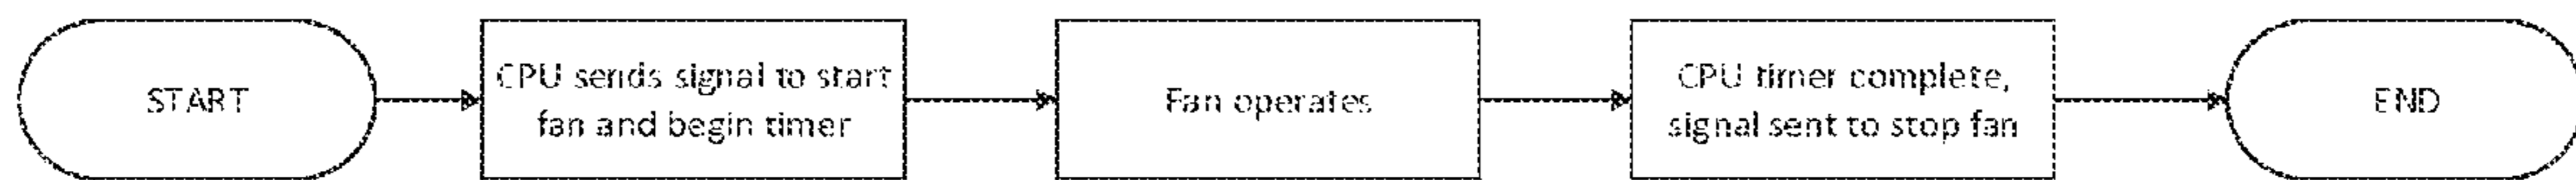 START
CPU sends signal to start
fan and begin timer
Fan operates
CPU timer complete,
signal sent to stop fan
END